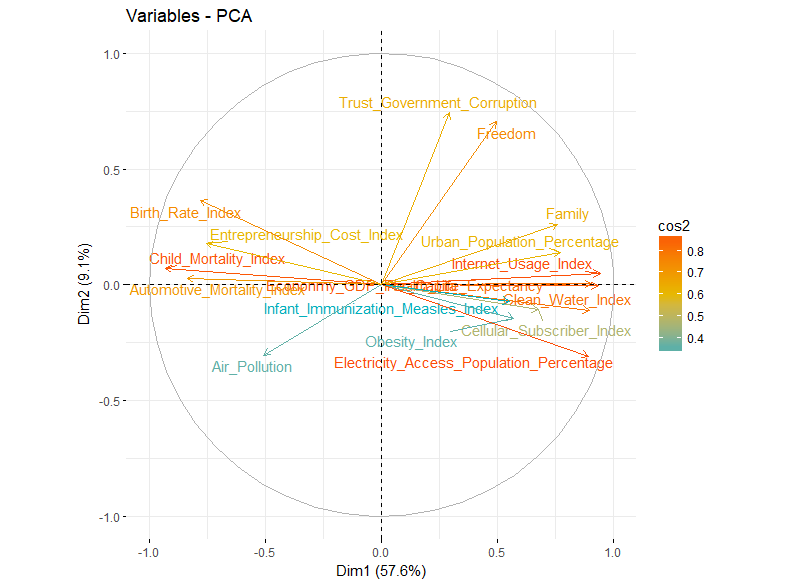 Variables - PCA
1.0
0.5
0.0
-0.5
-1.0
Dim2 (9.1%)
Trust_Government_Corruption
Freedom
Birth_Rate_Index
Family
Entrepreneurship_Cost_Index
Urban_Population_Percentage
Child_Mortality_Index
Internet_Usage_Index
Automotive_Mortality_Index
Expectancy
Clean_Water_Index
Infant_Immunization_Measles_Index
Cellular_Subscriber_Index
Obesity_Index
Air_Pollution
Electricity_Access_Population_Percentage
-1.0
-0.5
0.0
0.5
1.0
Dim1 (57.6%)
cos2
0.8
0.7
0.6
0.5
0.4